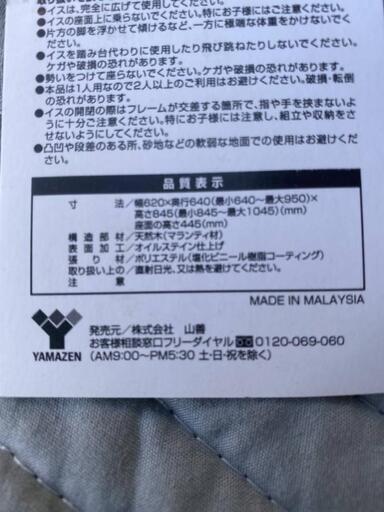 ●イスは、完全に広げて使用してください。
●イスの座面上に乗らないでください。特にお子様にはご注意ください。
●片方の脚を浮かせて傾けるなど、一方に極端な体重をかけないでください。
●イスを踏み台代わりに使用したり飛び跳ねたりしないでください。
ケガや破損の恐れがあります。
●勢いをつけて座らないでください。ケガや破損の恐れがあります。
●本品は1人用なので2人以上のご利用はお避けください。破損・転倒
の恐れがあります。
●イスの開閉の際はフレームが交差する箇所で、指や手を挟まないよ
うに十分ご注意ください。特にお子様には注意し、組立や収納をさ
せないようにしてください。
●凸凹や段差のある所、砂地などの軟弱な地面での使用はお避けくだ
さい。
品質表示
寸法/幅620×奥行640(最小640〜最大950)×
高さ845(最小845〜最大1045)(mm)
座面の高さ445(mm)
構造部材/天然木(マランティ材)
表面加工/オイルステイン仕上げ
張り材/ポリエステル(塩化ビニール樹脂コーティング)
取り扱い上の/直射日光、又は熱を避けてください。
注意
MADE IN MALAYSIA
YAMAZEN
発売元/株式会社 山善
お客様相談窓口フリーダイヤル 0120-069-060
(AM9:00〜PM5:30 土・日・祝を除く)